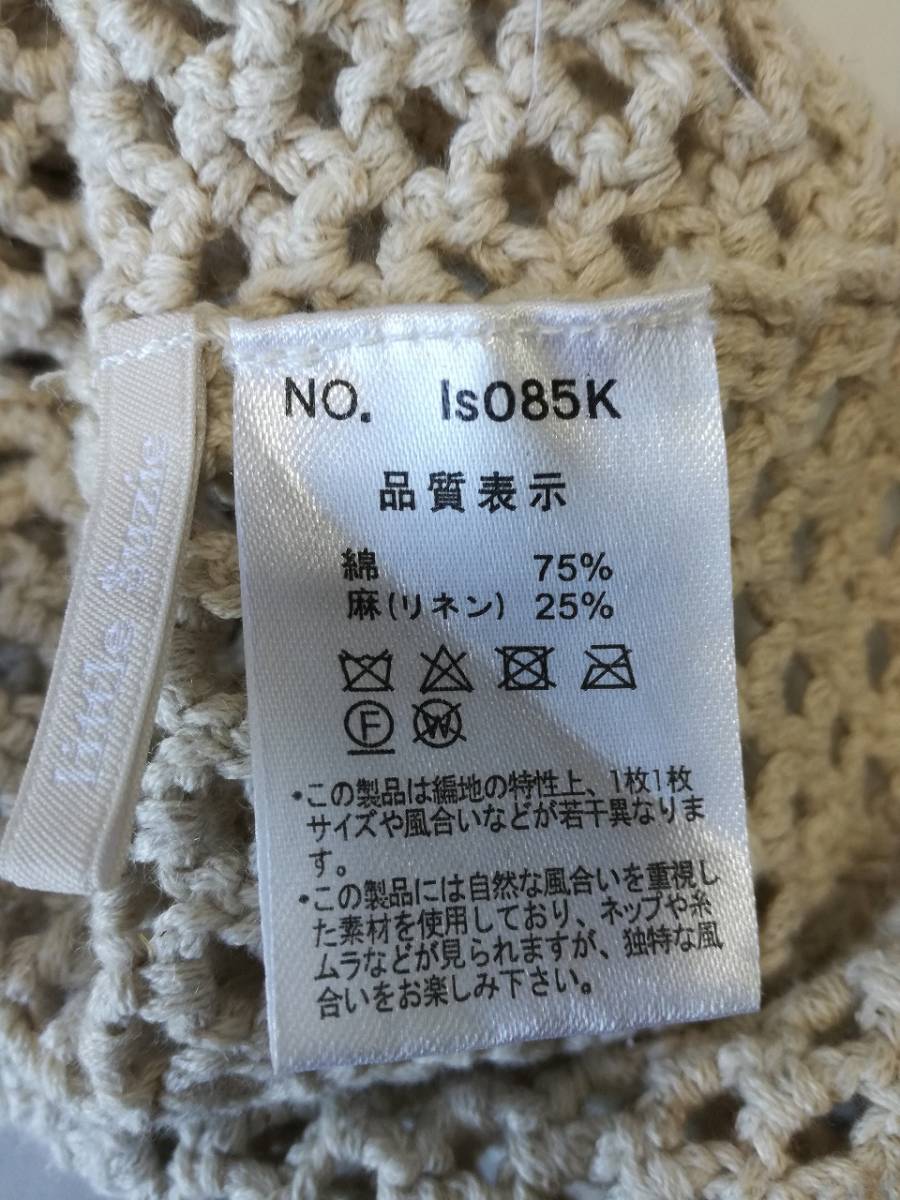 little suzie
NO. ls085K
品質表示
綿 75%
麻(リネン) 25%
F
W
•この製品は編地の特性上、1枚1枚
サイズや風合いなどが若干異なりま
す。
•この製品には自然な風合いを重視し
た素材を使用しており、ネップや糸
ムラなどが見られますが、独特な風
合いをお楽しみ下さい。